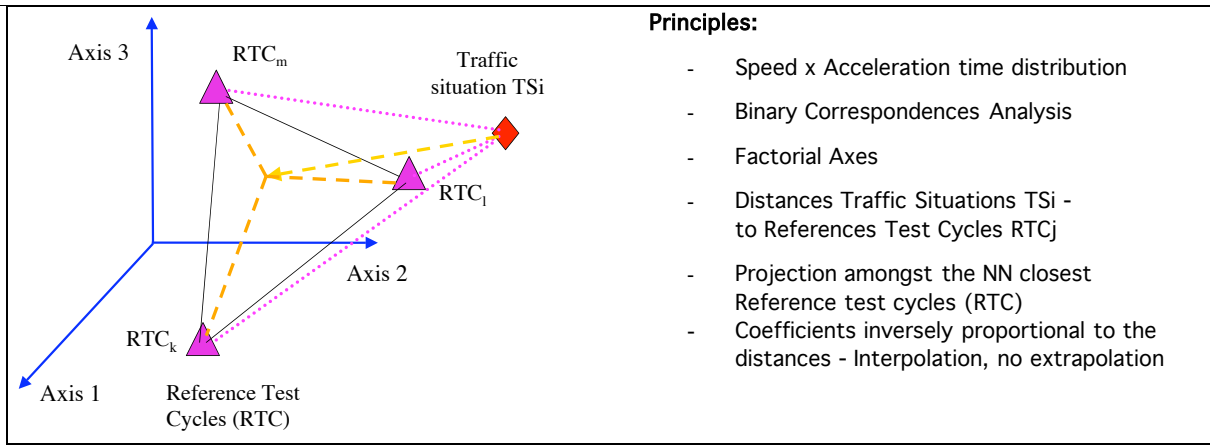 Axis 3
RTCm
Traffic
situation TSi
RTCl
Axis 2
RTCk
Axis 1
Reference Test
Cycles (RTC)
Principles:
- Speed x Acceleration time distribution
- Binary Correspondences Analysis
- Factorial Axes
- Distances Traffic Situations TSi -
to References Test Cycles RTCj
- Projection amongst the NN closest
Reference test cycles (RTC)
- Coefficients inversely proportional to the
distances - Interpolation, no extrapolation